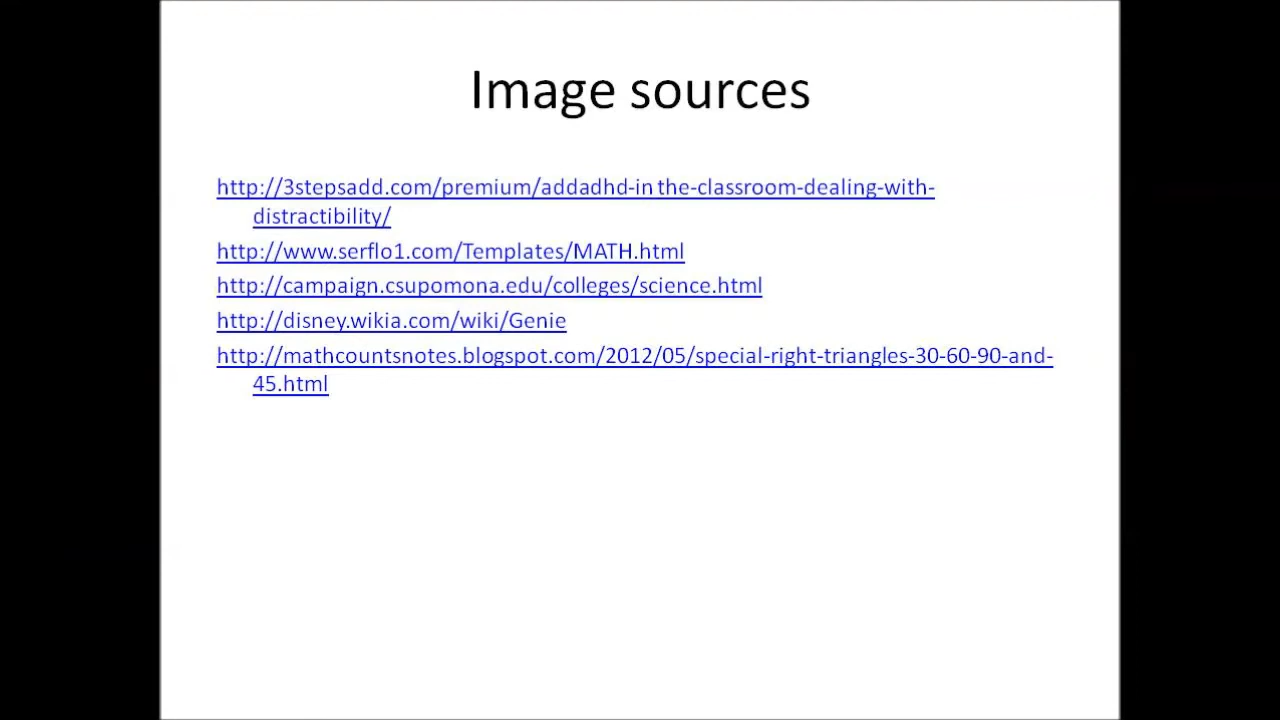 Image sources
http://3stepsadd.com/premium/addadhd-in the-classroom-dealing-with-
distractibility/
http://www.serflo1.com/Templates/MATH.html
http://campaign.csupomona.edu/colleges/science.html
http://disney.wikia.com/wiki/Genie
http://mathcountsnotes.blogspot.com/2012/05/special-right-triangles-30-60-90-and-
45.html